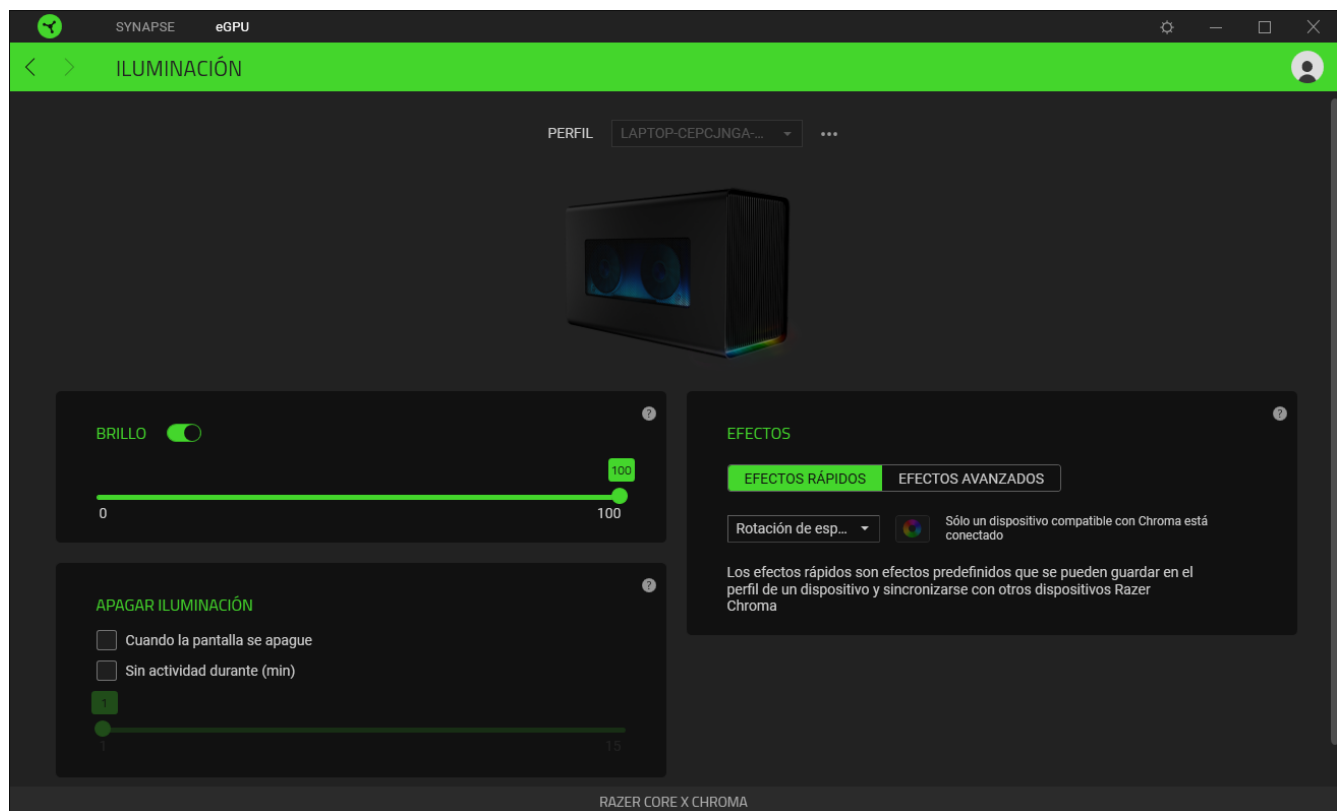 SYNAPSE eGPU
ILUMINACIÓN
PERFIL LAPTOP-CEPCJNGA-...
BRILLO
100
0 100
APAGAR ILUMINACIÓN
Cuando la pantalla se apague
Sin actividad durante (min)
1
1 15
EFECTOS
EFECTOS RÁPIDOS EFECTOS AVANZADOS
Rotación de esp... Sólo un dispositivo compatible con Chroma está
conectado
Los efectos rápidos son efectos predefinidos que se pueden guardar en el
perfil de un dispositivo y sincronizarse con otros dispositivos Razer
Chroma
RAZER CORE X CHROMA